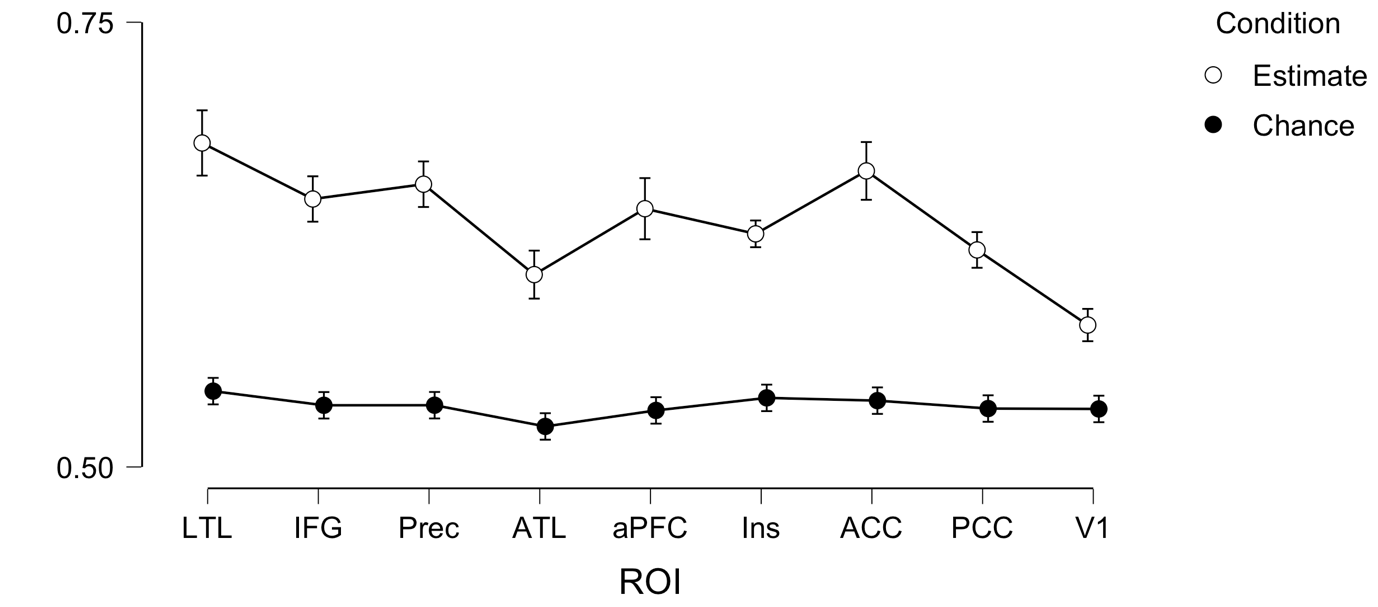 0.75
0.50
LTL IFG Prec ATL aPFC Ins ACC PCC V1
ROI
Condition
Estimate
Chance